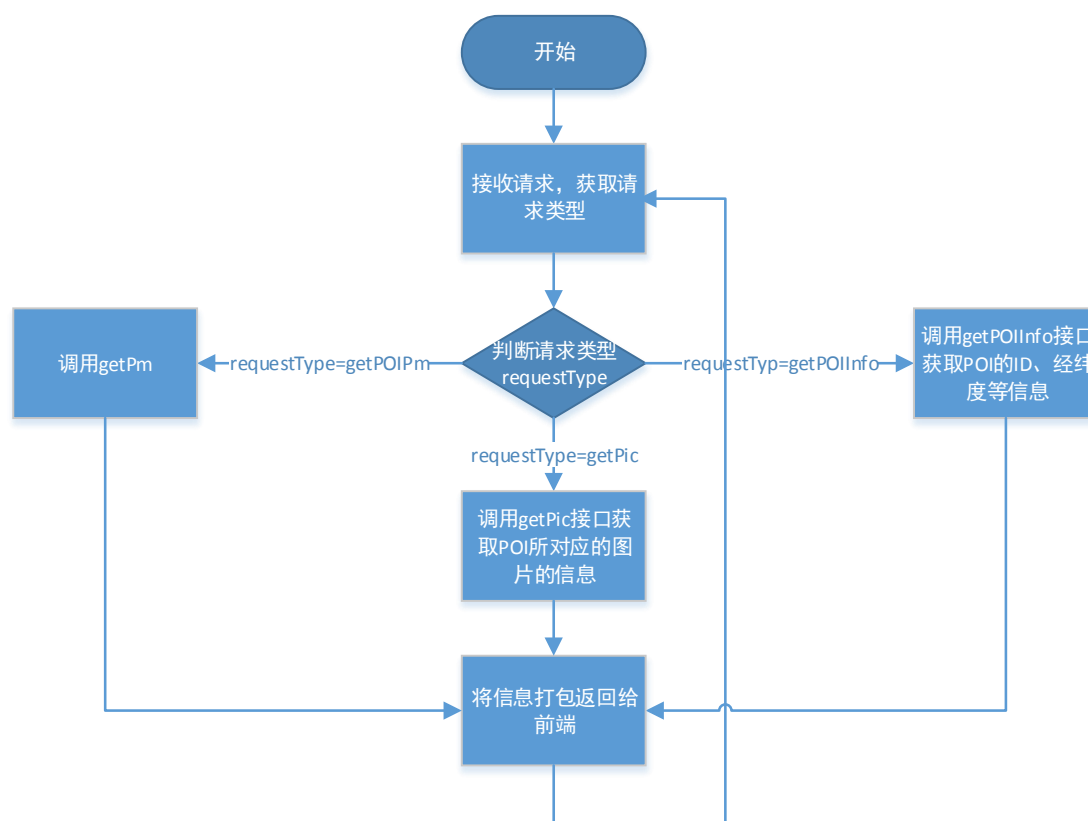 开始
接收请求，获取请
求类型
判断请求类型
requestType
requestType=getPOIPm
requestTyp=getPOIInfo
调用getPm
调用getPOIInfo接口
获取POI的ID、经纬
度等信息
requestType=getPic
调用getPic接口获
取POI所对应的图
片的信息
将信息打包返回给
前端